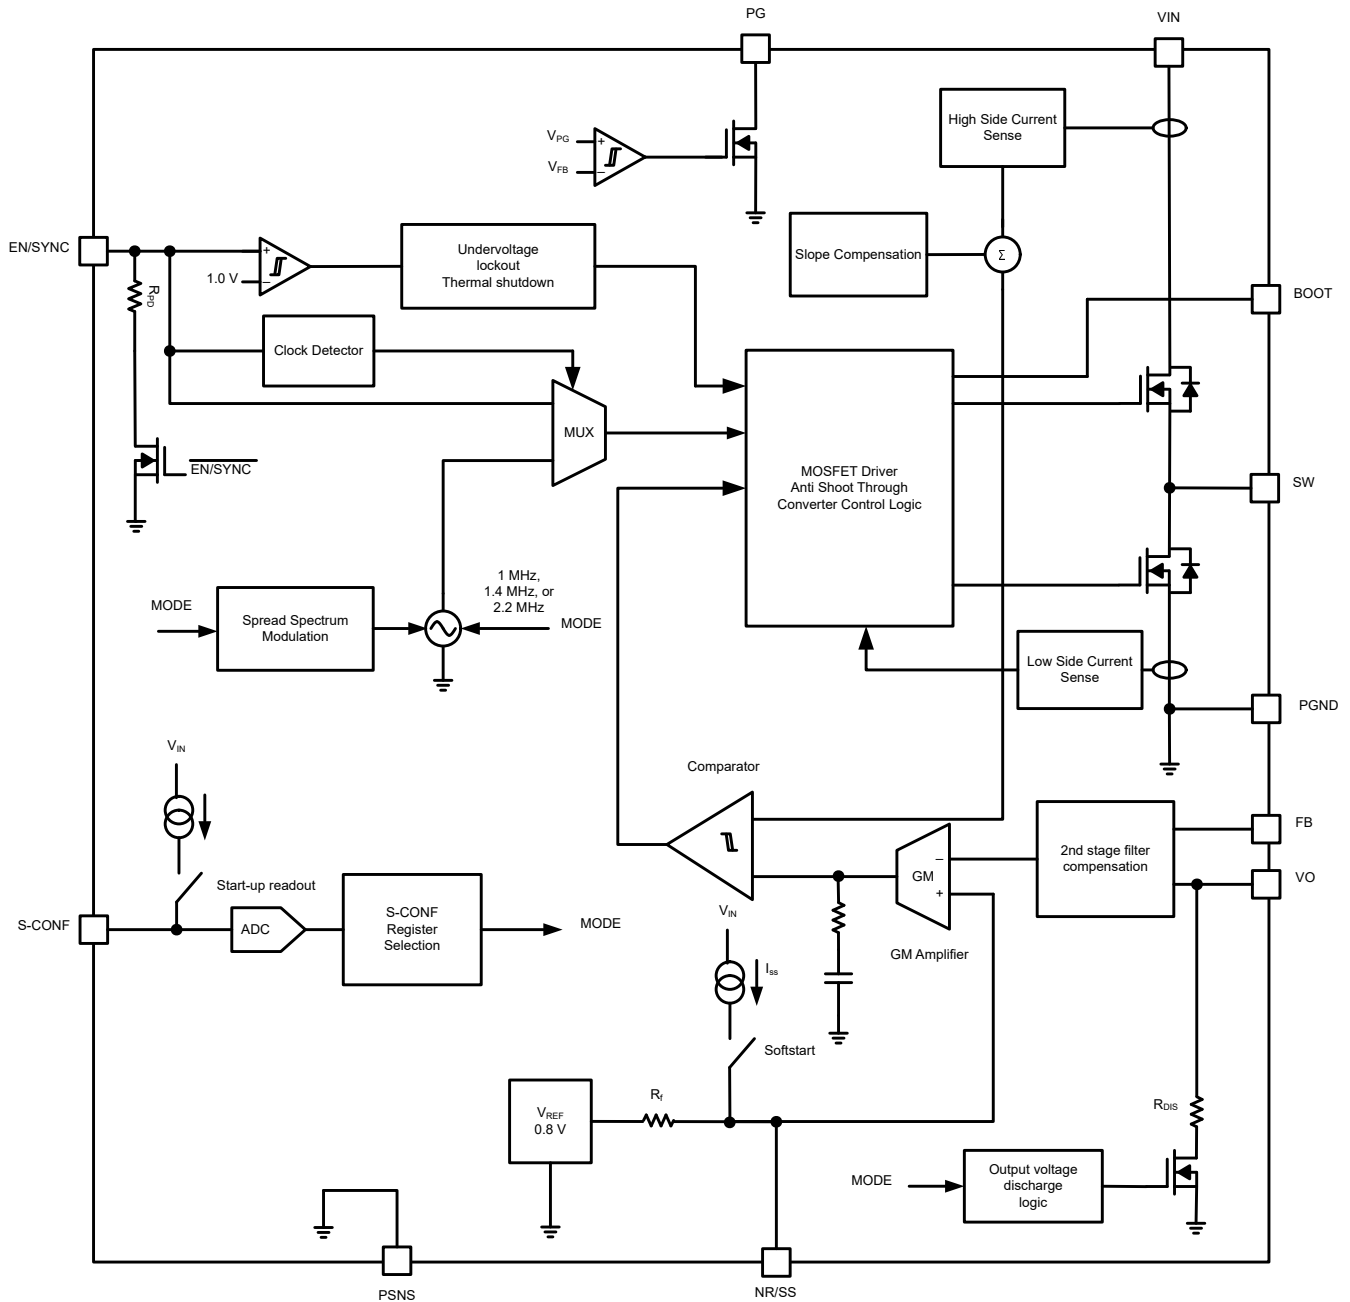 PG
VIN
High Side Current
Sense
VPG
+
VFB
−
EN/SYNC
+
1.0 V
−
Undervoltage
lockout
Thermal shutdown
Slope Compensation
Σ
RPD
BOOT
Clock Detector
MUX
EN/SYNC
MOSFET Driver
Anti Shoot Through
Converter Control Logic
SW
1 MHz,
1.4 MHz, or
2.2 MHz
MODE
MODE
Spread Spectrum
Modulation
Low Side Current
Sense
PGND
VIN
Comparator
FB
2nd stage filter
compensation
−
GM
+
VO
Start-up readout
S-CONF
ADC
S-CONF
Register
Selection
MODE
VIN
GM Amplifier
Iss
Softstart
VREF
0.8 V
Rf
RDIS
MODE
Output voltage
discharge
logic
PSNS
NR/SS